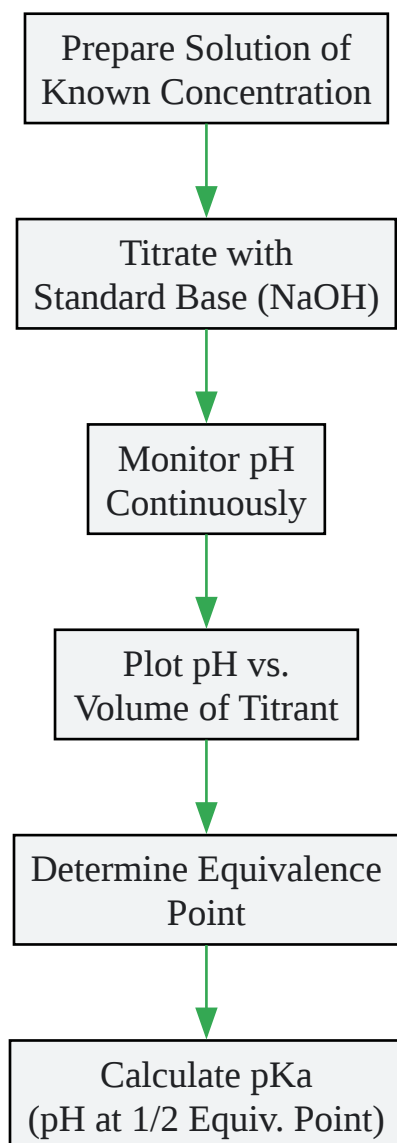 Prepare Solution of
Known Concentration
Titrate with
Standard Base (NaOH)
Monitor pH
Continuously
Plot pH vs.
Volume of Titrant
Determine Equivalence
Point
Calculate pKa
(pH at 1/2 Equiv. Point)